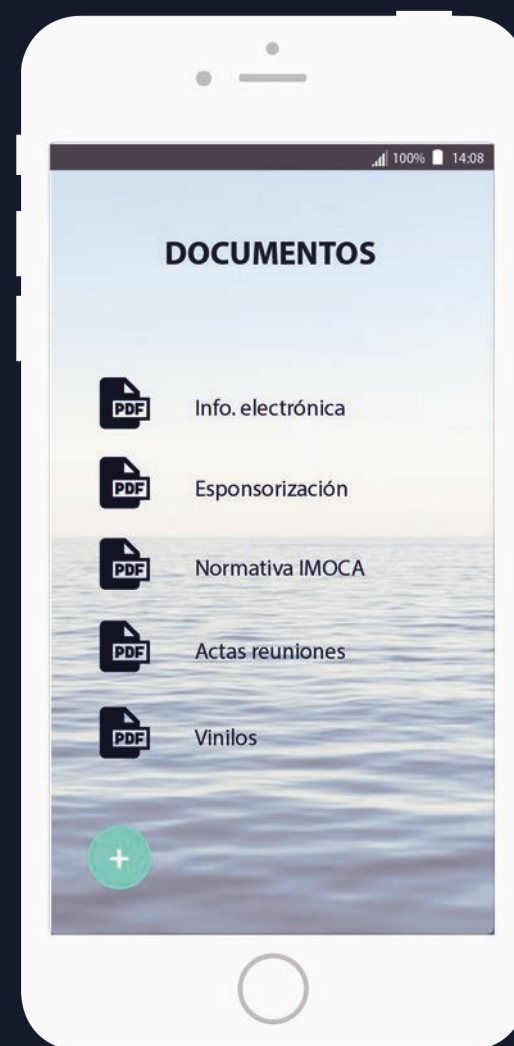 100% 14:08
DOCUMENTOS
PDF Info. electrónica
PDF Esponsorización
PDF Normativa IMOCA
PDF Actas reuniones
PDF Vinilos
+